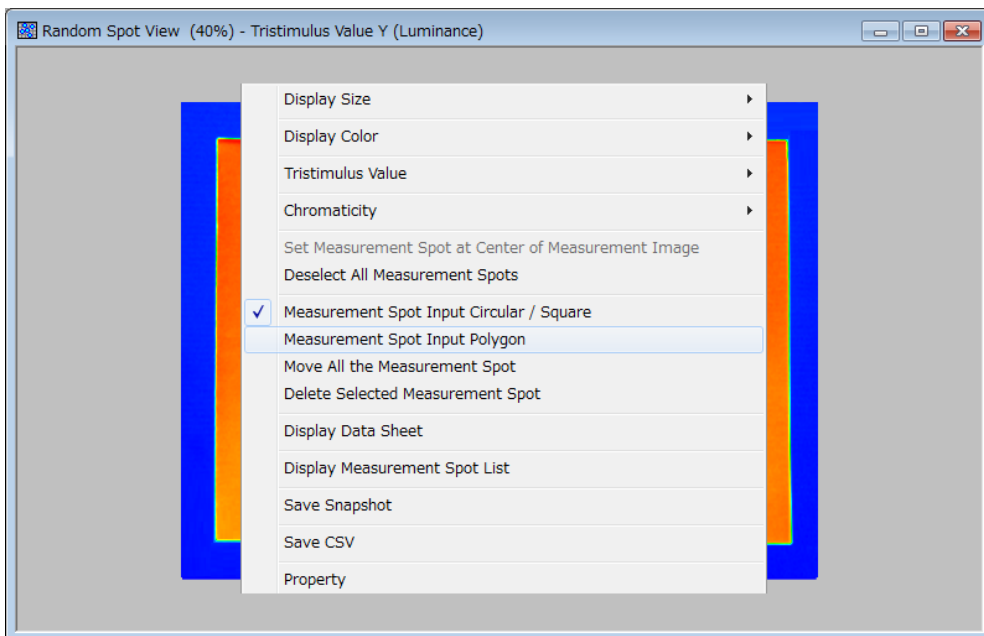 Random Spot View (40%) - Tristimulus Value Y (Luminance)
Display Size
Display Color
Tristimulus Value
Chromaticity
Set Measurement Spot at Center of Measurement Image
Deselect All Measurement Spots
Measurement Spot Input Circular / Square
Measurement Spot Input Polygon
Move All the Measurement Spot
Delete Selected Measurement Spot
Display Data Sheet
Display Measurement Spot List
Save Snapshot
Save CSV
Property